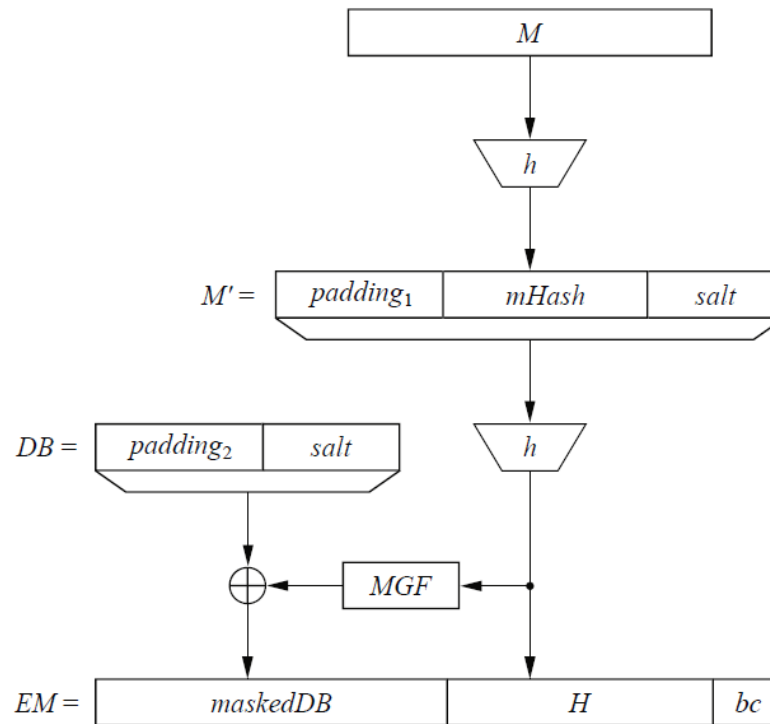 M
h
M' = padding₁ mHash salt
DB = padding₂ salt h
MGF
EM = maskedDB H bc